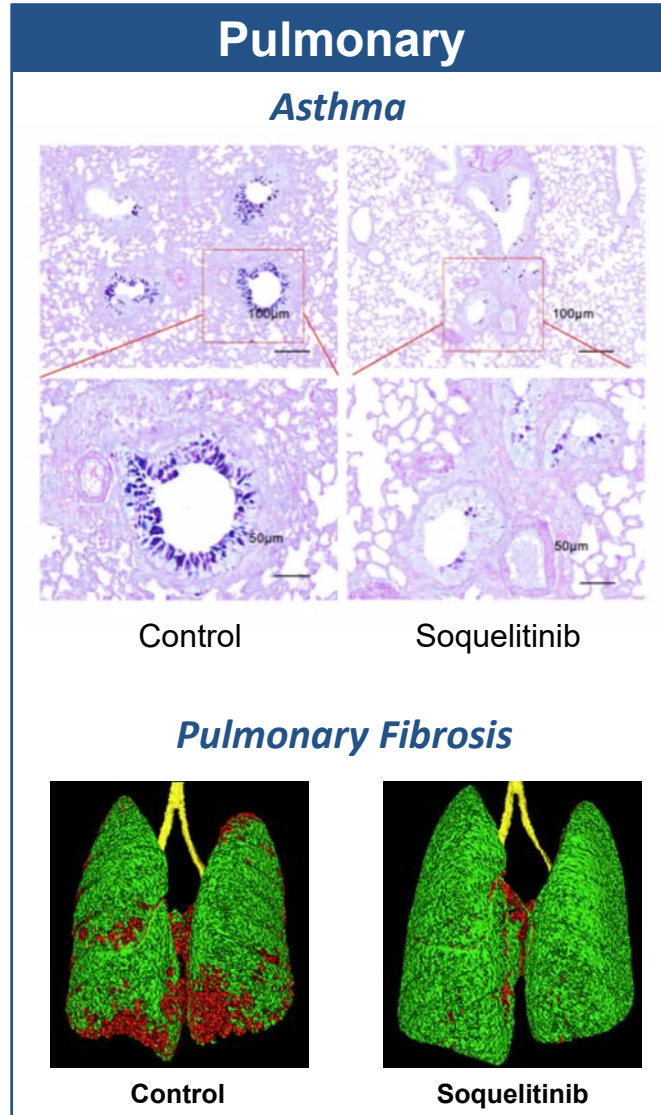 Pulmonary
Asthma
100µm
100µm
50µm
50µm
Control
Soquelitinib
Pulmonary Fibrosis
Control
Soquelitinib